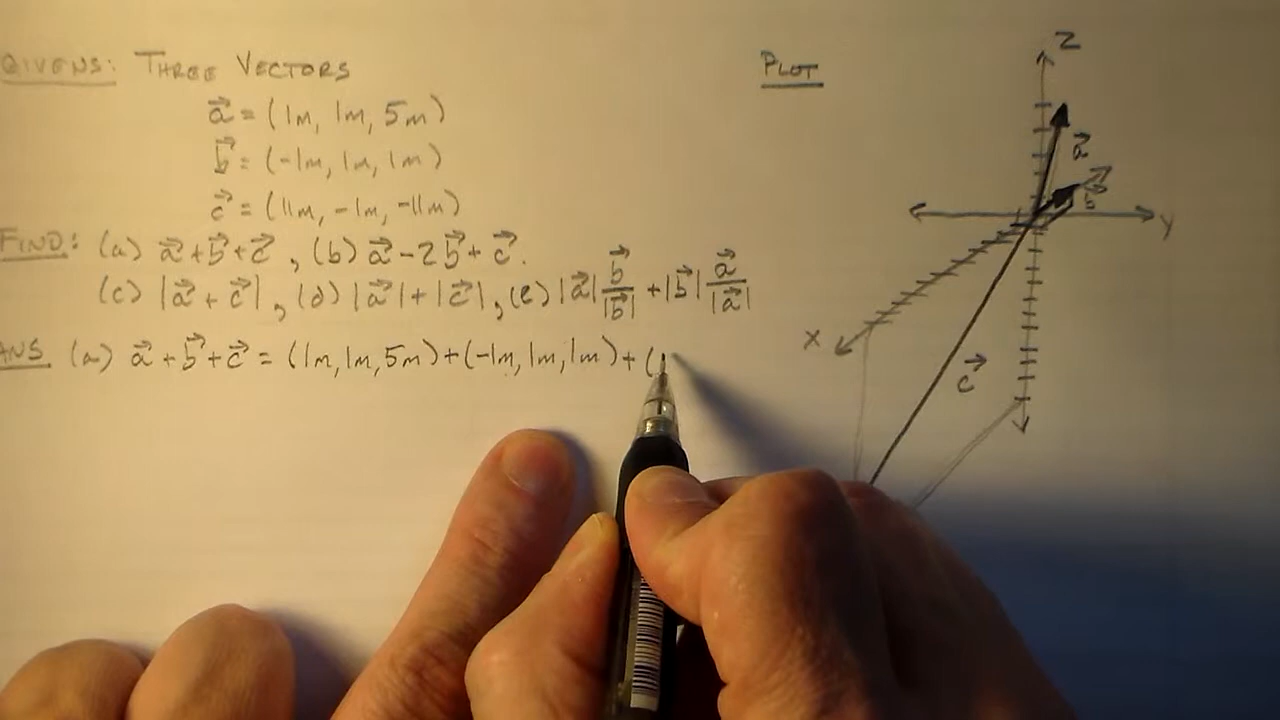 GIVENS: THREE VECTORS
a⃗ = (1m, 1m, 5m)
b⃗ = (-1m, 1m, 1m)
c⃗ = (11m, -1m, -11m)
FIND: (a) a⃗+b⃗+c⃗, (b) a⃗-2b⃗+c⃗.
(c) |a⃗+c⃗|, (d) |a⃗|+|c⃗|, (e) |a⃗| b⃗/|b⃗| + |b⃗| a⃗/|a⃗|
ANS (a) a⃗+b⃗+c⃗ = (1m, 1m, 5m)+(-1m, 1m, 1m)+(
PLOT
Z
a⃗
b⃗
Y
X
c⃗